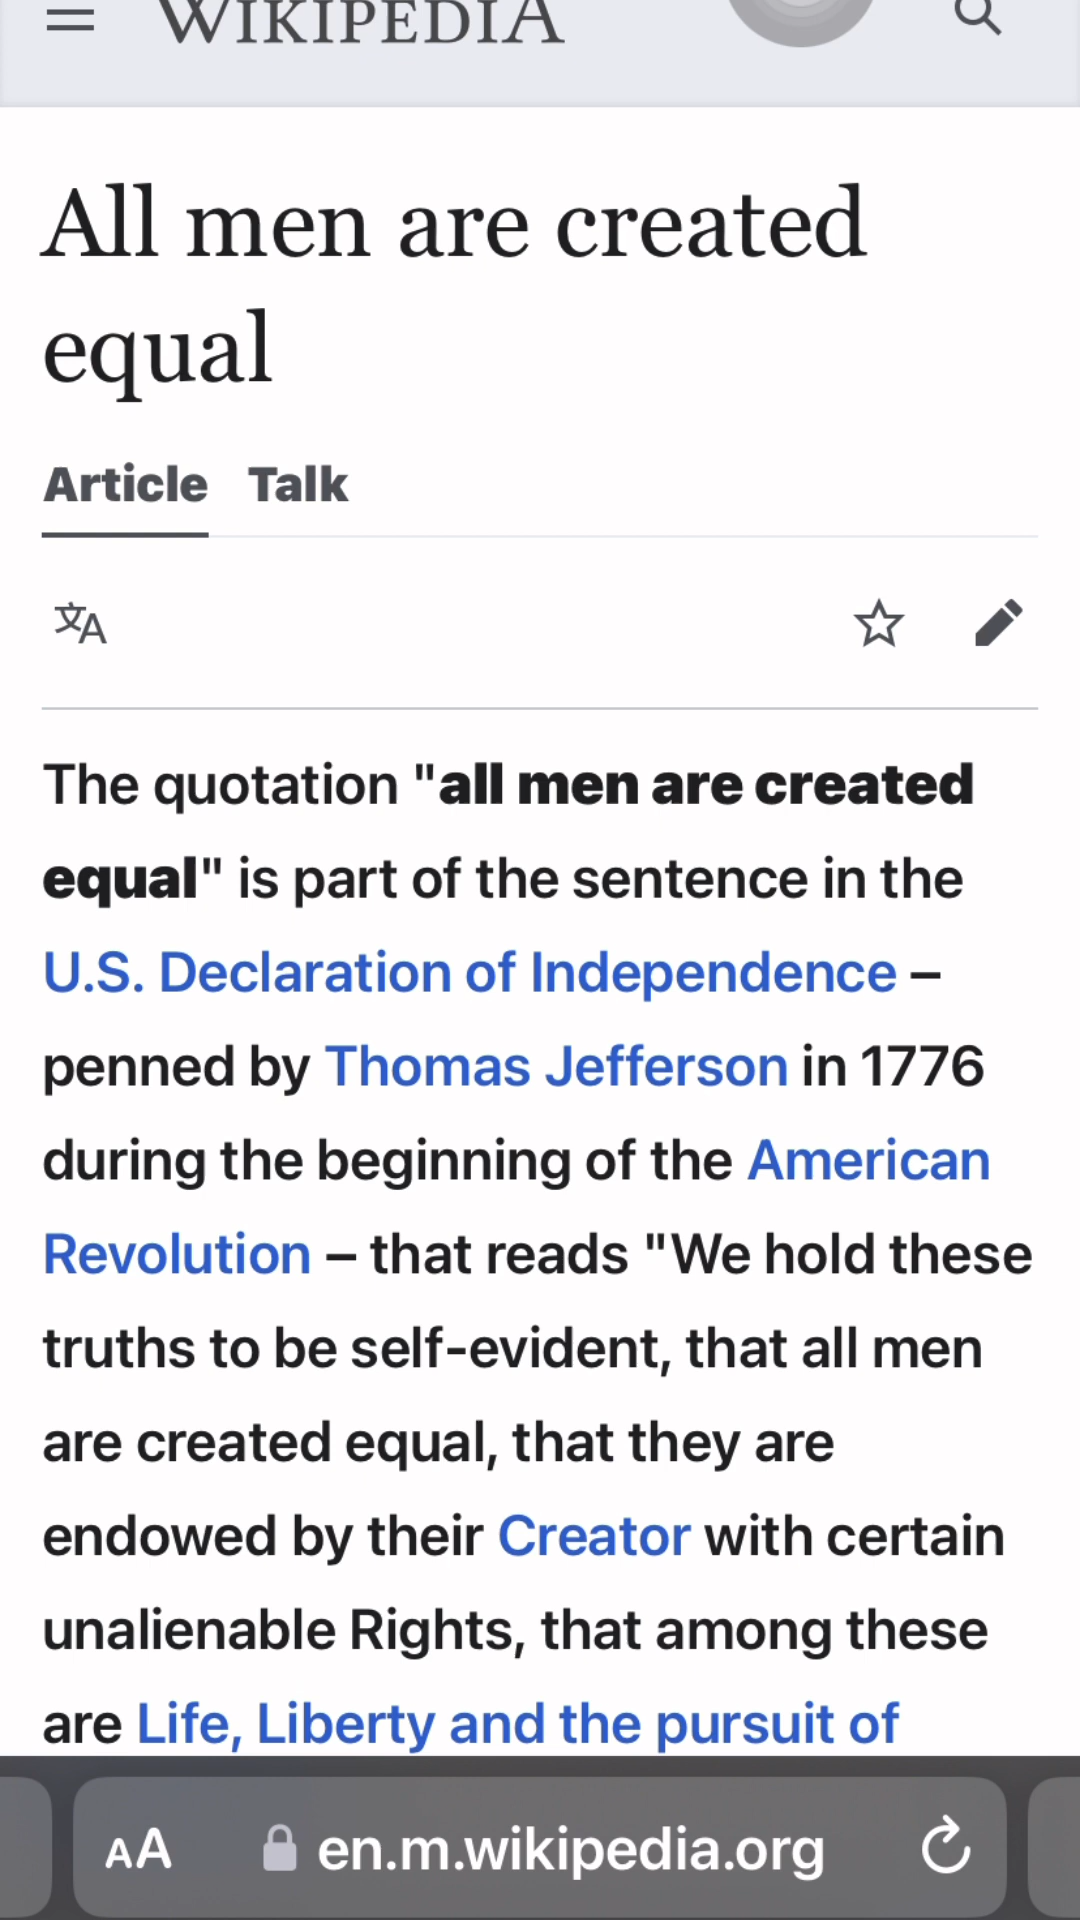 WIKIPEDIA
All men are created
equal
Article Talk
文A
The quotation "all men are created
equal" is part of the sentence in the
U.S. Declaration of Independence –
penned by Thomas Jefferson in 1776
during the beginning of the American
Revolution – that reads "We hold these
truths to be self-evident, that all men
are created equal, that they are
endowed by their Creator with certain
unalienable Rights, that among these
are Life, Liberty and the pursuit of
AA en.m.wikipedia.org